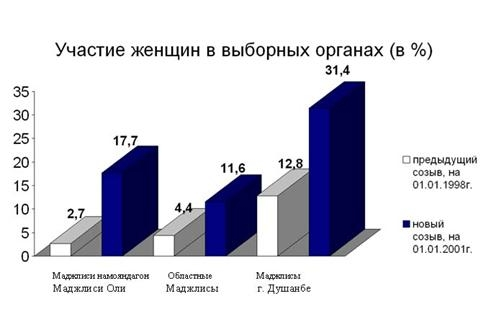 Участие женщин в выборных органах (в %)
31,4
17,7
12,8
11,6
4,4
2,7
35
30
25
20
15
10
5
0
предыдущий
созыв, на
01.01.1998г.
новый
созыв, на
01.01.2001г.
Маджлиси намояндагон
Маджлиси Оли
Областные
Маджлисы
Маджлисы
г. Душанбе